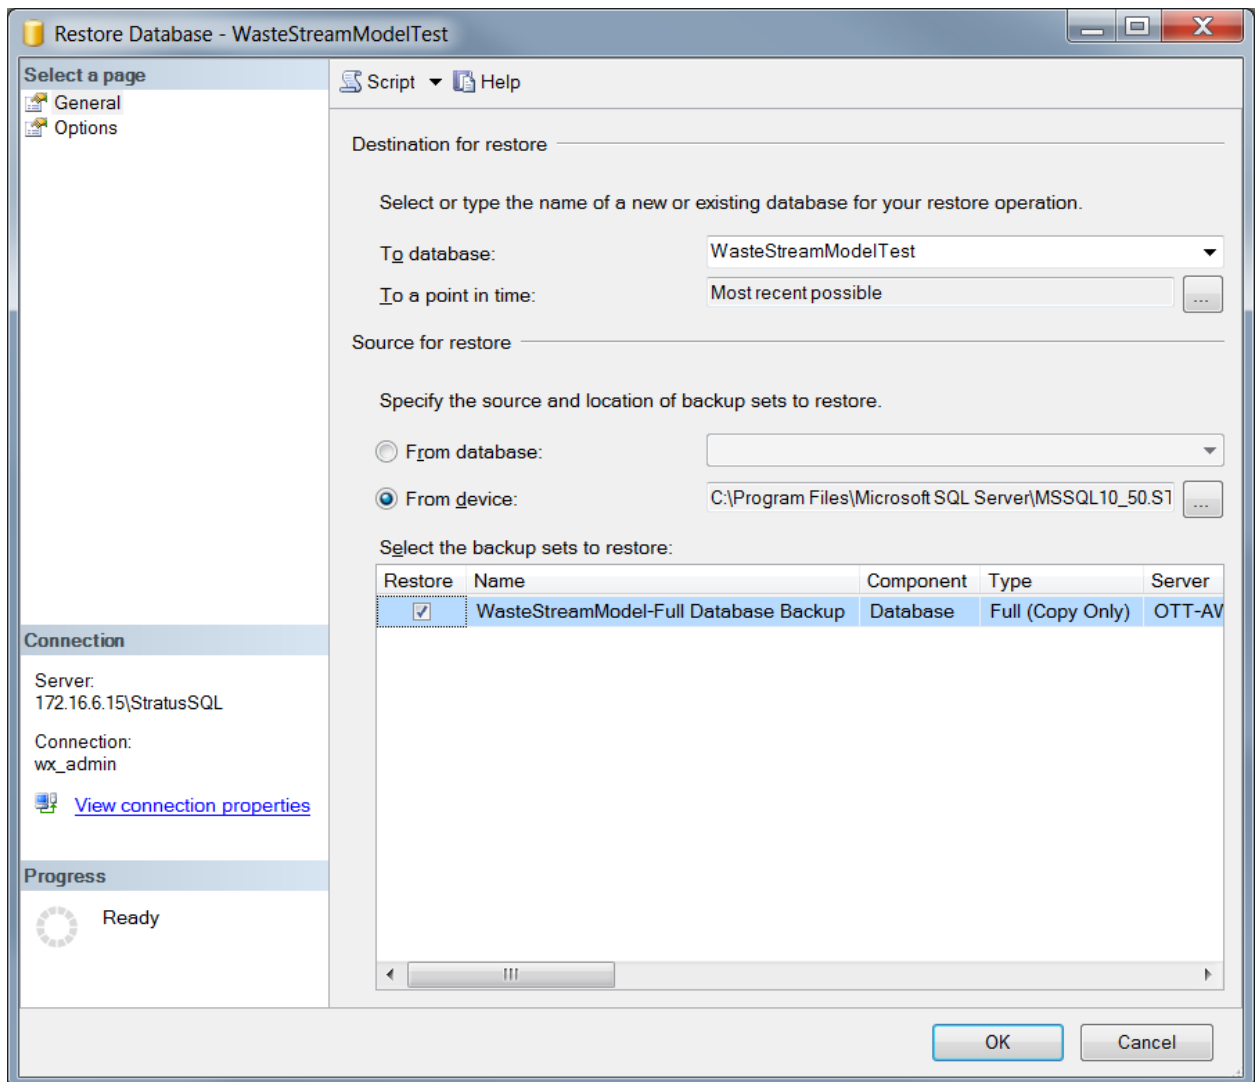 Restore Database - WasteStreamModelTest
Select a page
General
Options
Script
Help
Destination for restore
Select or type the name of a new or existing database for your restore operation.
To database:
WasteStreamModelTest
To a point in time:
Most recent possible
...
Source for restore
Specify the source and location of backup sets to restore.
From database:
From device:
C:\Program Files\Microsoft SQL Server\MSSQL10_50.ST
...
Select the backup sets to restore:
Restore Name Component Type Server
WasteStreamModel-Full Database Backup Database Full (Copy Only) OTT-AW
Connection
Server:
172.16.6.15\StratusSQL
Connection:
wx_admin
View connection properties
Progress
Ready
OK
Cancel